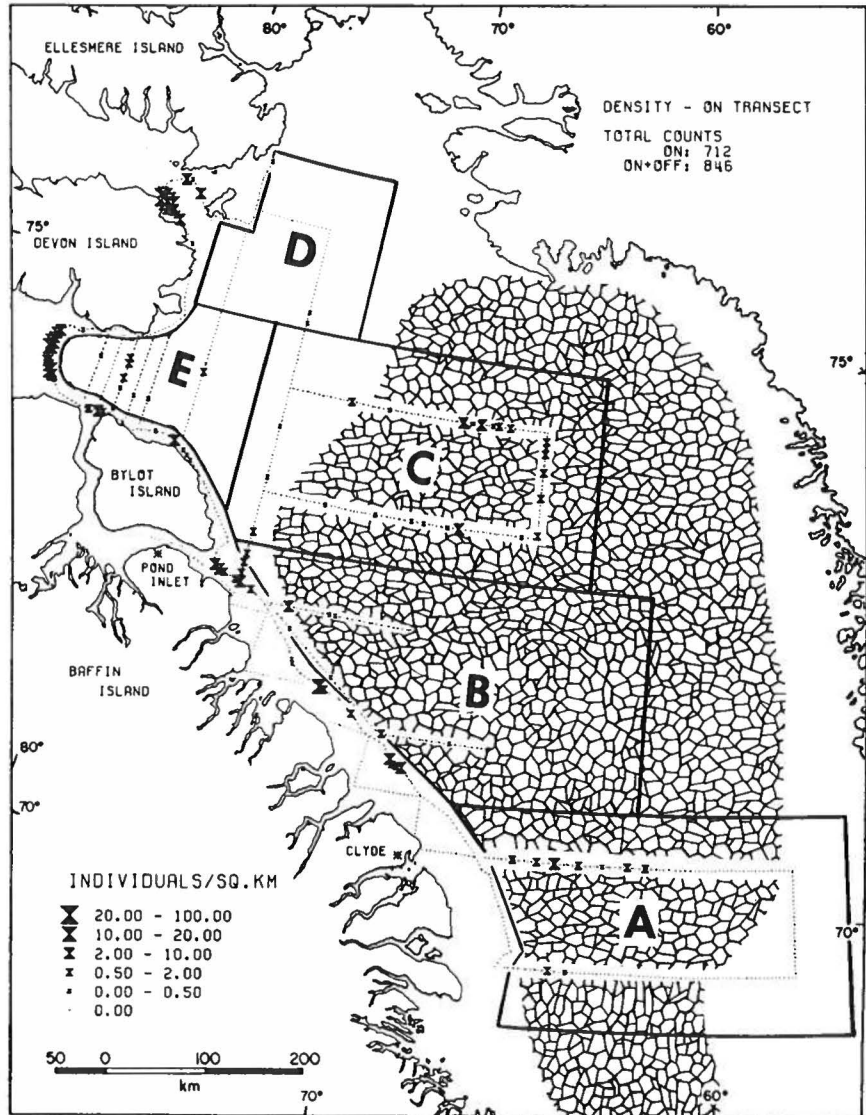 80°
70°
60°
ELLESMERE ISLAND
DENSITY - ON TRANSECT
TOTAL COUNTS
ON: 712
ON+OFF: 846
75°
DEVON ISLAND
D
75°
E
C
BYLOT
ISLAND
POND
INLET
BAFFIN
ISLAND
B
80°
70°
CLYDE
INDIVIDUALS/SQ.KM
20.00 - 100.00
10.00 - 20.00
2.00 - 10.00
0.50 - 2.00
0.00 - 0.50
0.00
A
70°
50 0 100 200
km
70°
60°